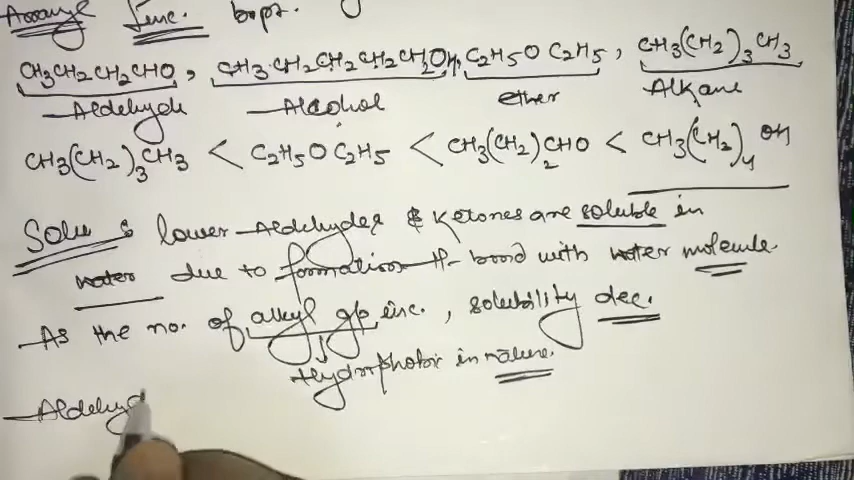 Arrange Inc. b.pt.
CH3CH2CH2CHO, CH3CH2CH2CH2CH2OH, C2H5OC2H5, CH3(CH2)3CH3
Aldehyde Alcohol ether Alkane
CH3(CH2)3CH3 < C2H5OC2H5 < CH3(CH2)2CHO < CH3(CH2)4OH
Solu : lower Aldehydes & Ketones are soluble in
water due to formation H-bond with water molecule.
As the no. of alkyl gp inc., solubility dec.
Hydrophobic in nature.
Aldehyd